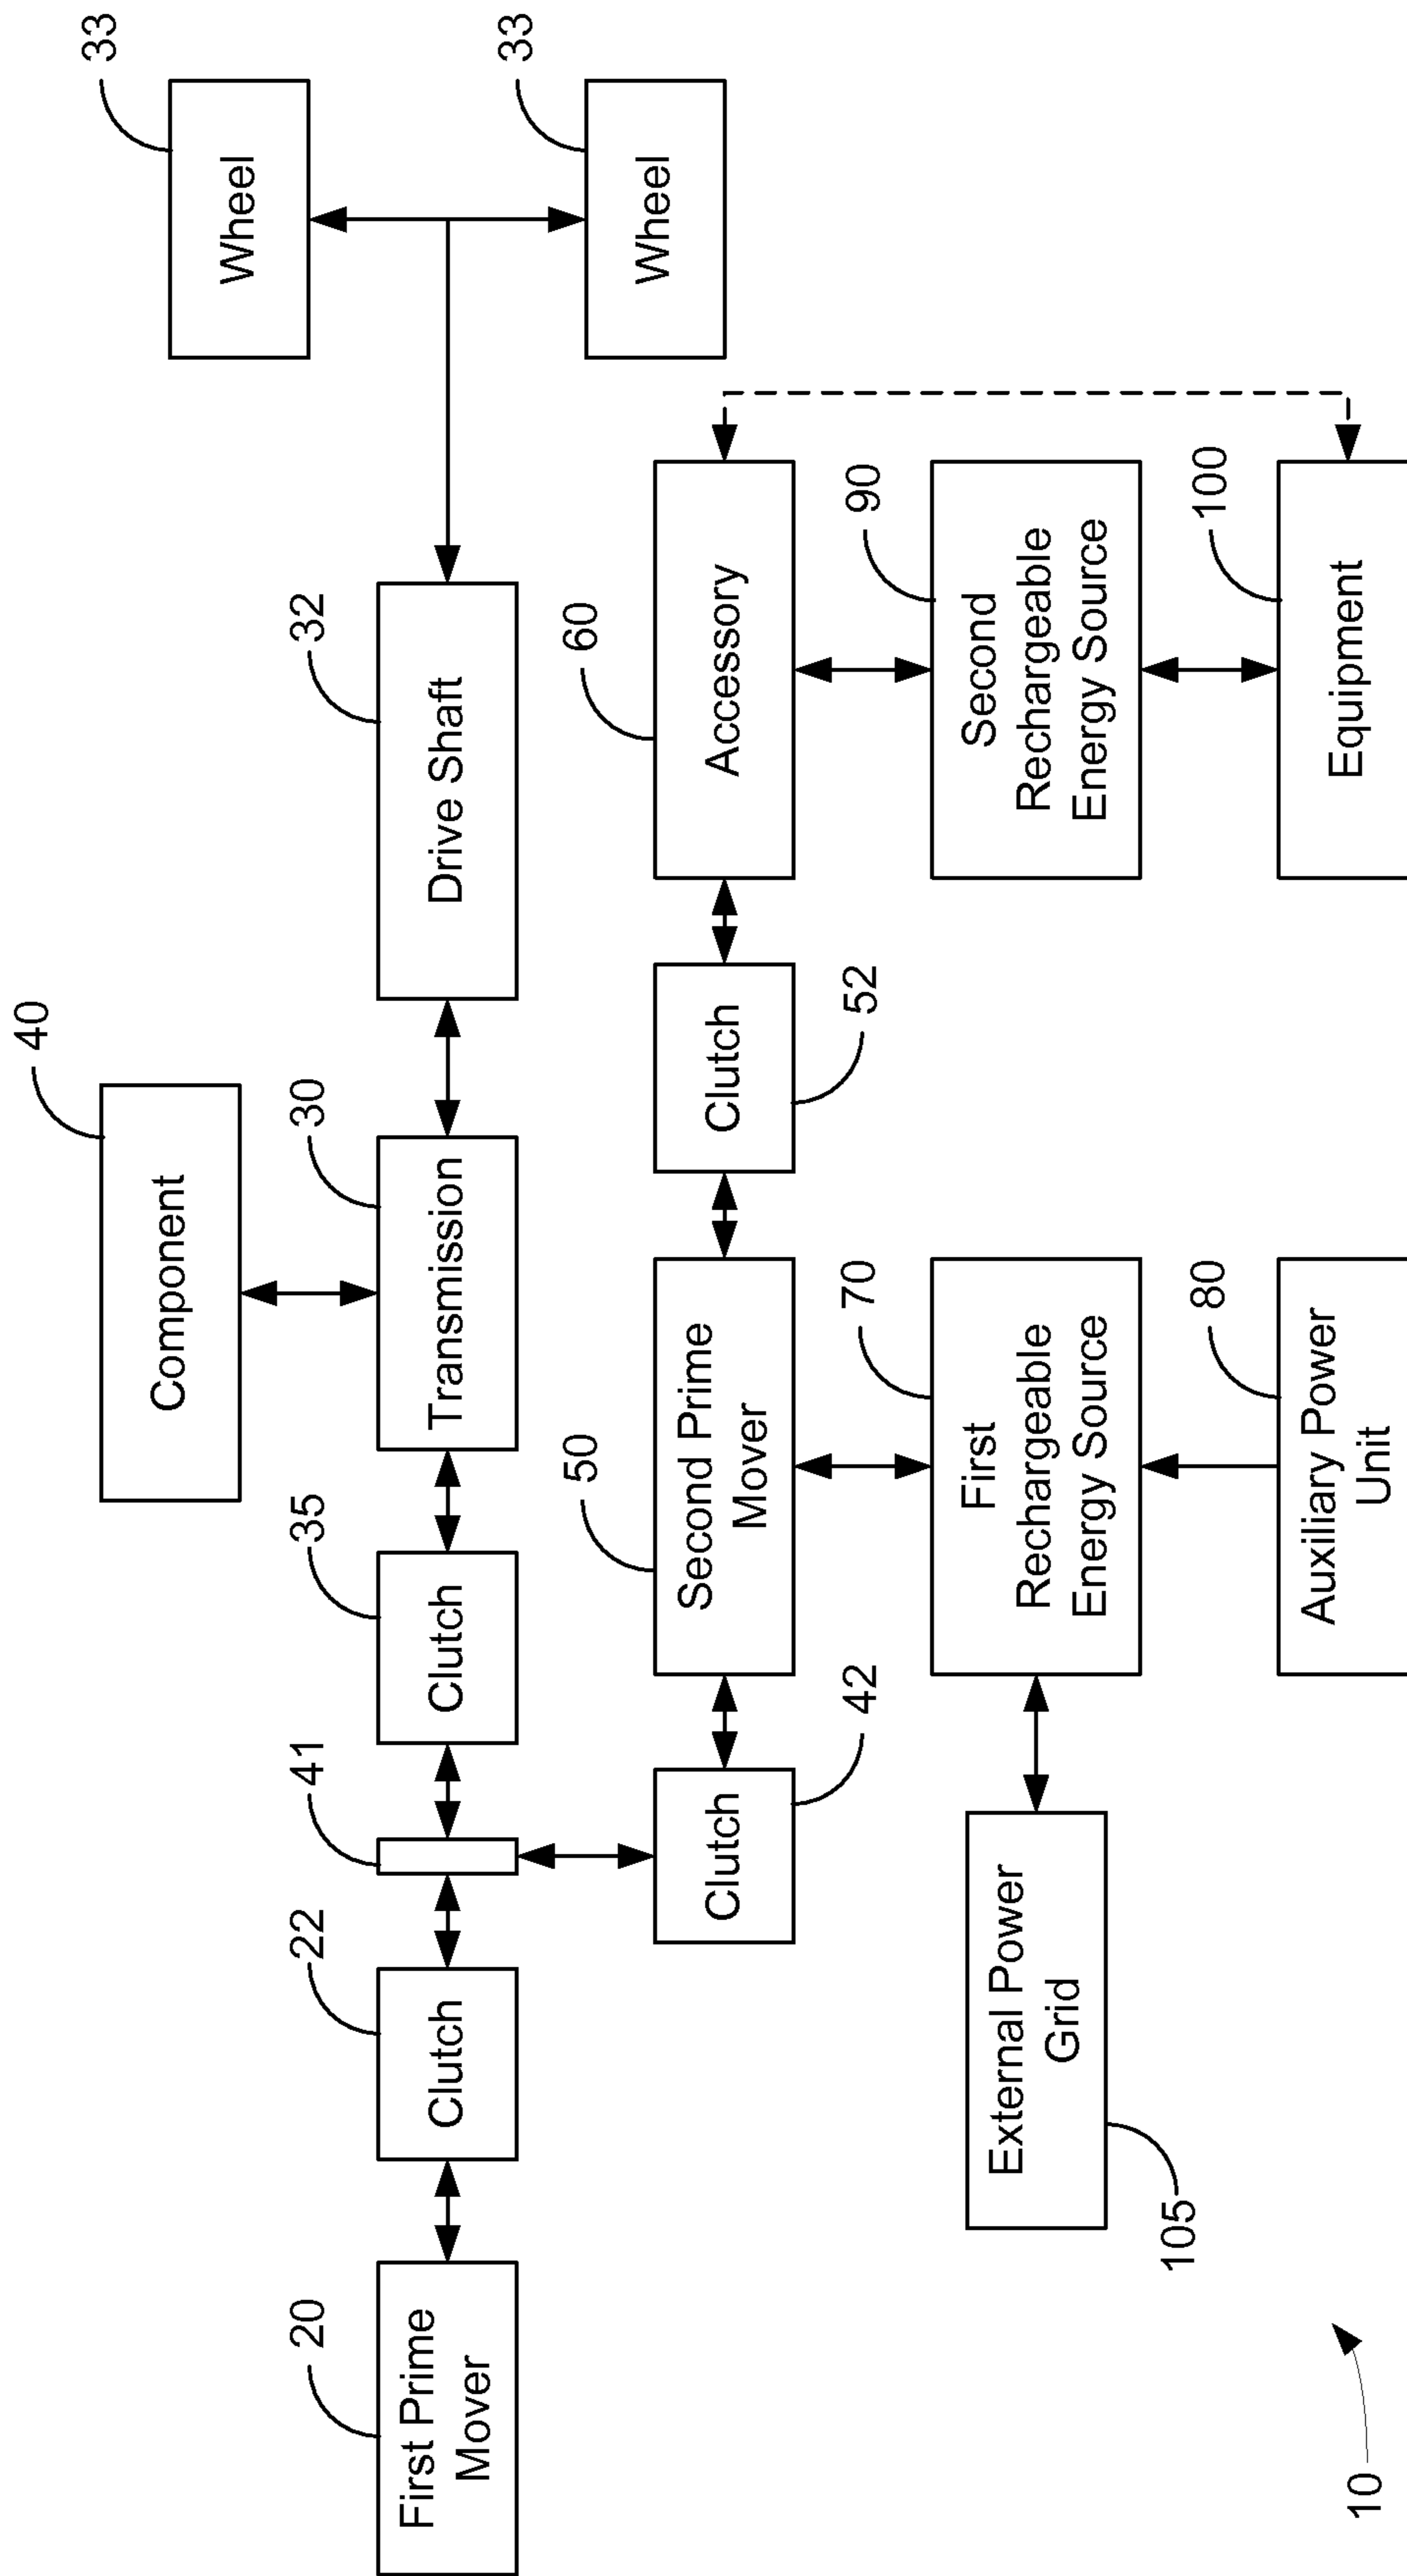 33
33
Wheel
Wheel
40
Component
20
22
41
35
30
32
First Prime
Mover
Clutch
Clutch
Transmission
Drive Shaft
50
60
Clutch
Second Prime
Mover
Clutch
Accessory
42
52
70
90
External Power
Grid
First
Rechargeable
Energy Source
Second
Rechargeable
Energy Source
105
80
100
Auxiliary Power
Unit
Equipment
10